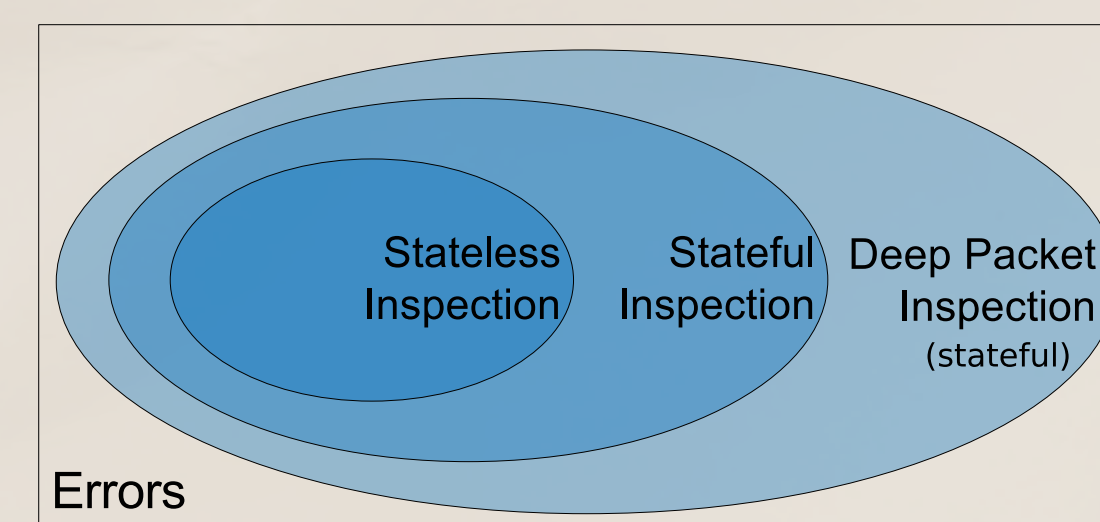 Stateless
Inspection
Stateful
Inspection
Deep Packet
Inspection
(stateful)
Errors